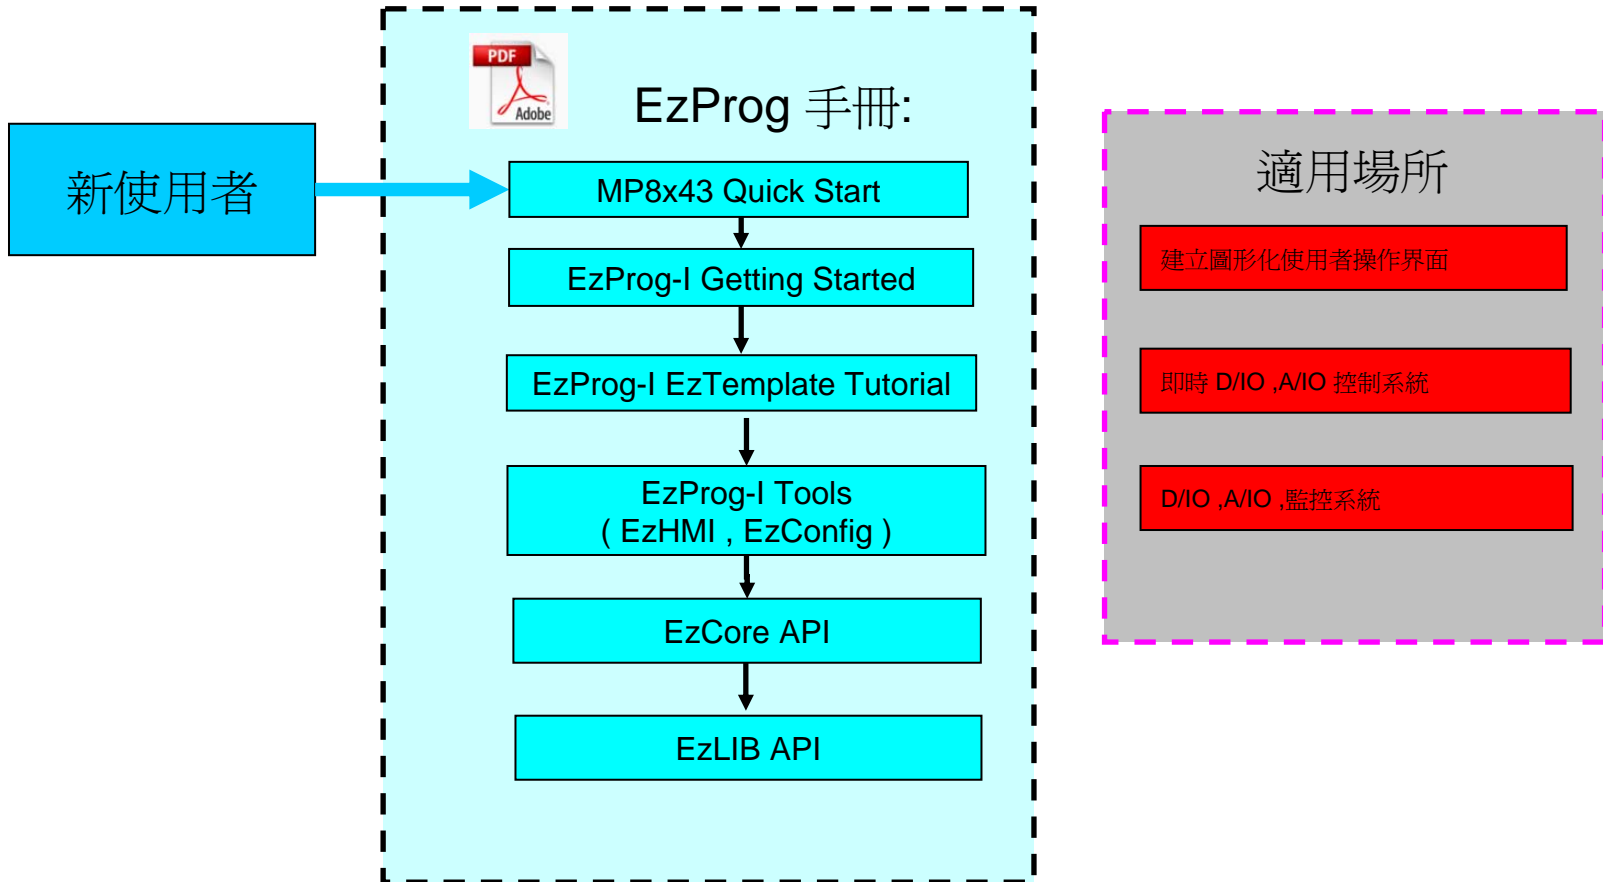 PDF
Adobe
EzProg 手冊:
新使用者
MP8x43 Quick Start
EzProg-I Getting Started
EzProg-I EzTemplate Tutorial
EzProg-I Tools
( EzHMI , EzConfig )
EzCore API
EzLIB API
適用場所
建立圖形化使用者操作界面
即時 D/IO ,A/IO 控制系統
D/IO ,A/IO ,監控系統